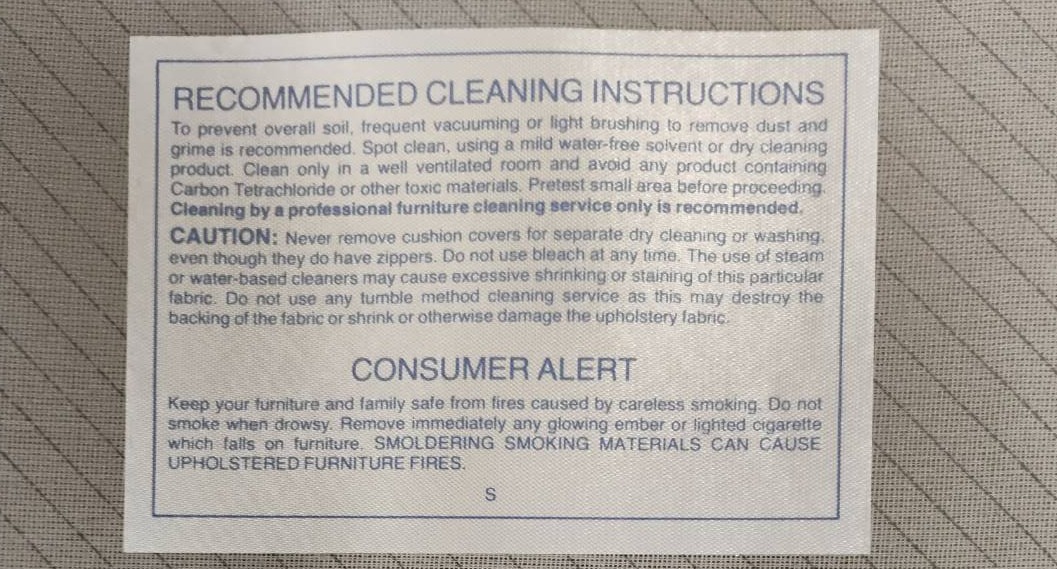 RECOMMENDED CLEANING INSTRUCTIONS
To prevent overall soil, frequent vacuuming or light brushing to remove dust and
grime is recommended. Spot clean, using a mild water-free solvent or dry cleaning
product. Clean only in a well ventilated room and avoid any product containing
Carbon Tetrachloride or other toxic materials. Pretest small area before proceeding.
Cleaning by a professional furniture cleaning service only is recommended.
CAUTION: Never remove cushion covers for separate dry cleaning or washing,
even though they do have zippers. Do not use bleach at any time. The use of steam
or water-based cleaners may cause excessive shrinking or staining of this particular
fabric. Do not use any tumble method cleaning service as this may destroy the
backing of the fabric or shrink or otherwise damage the upholstery fabric.
CONSUMER ALERT
Keep your furniture and family safe from fires caused by careless smoking. Do not
smoke when drowsy. Remove immediately any glowing ember or lighted cigarette
which falls on furniture. SMOLDERING SMOKING MATERIALS CAN CAUSE
UPHOLSTERED FURNITURE FIRES.
S